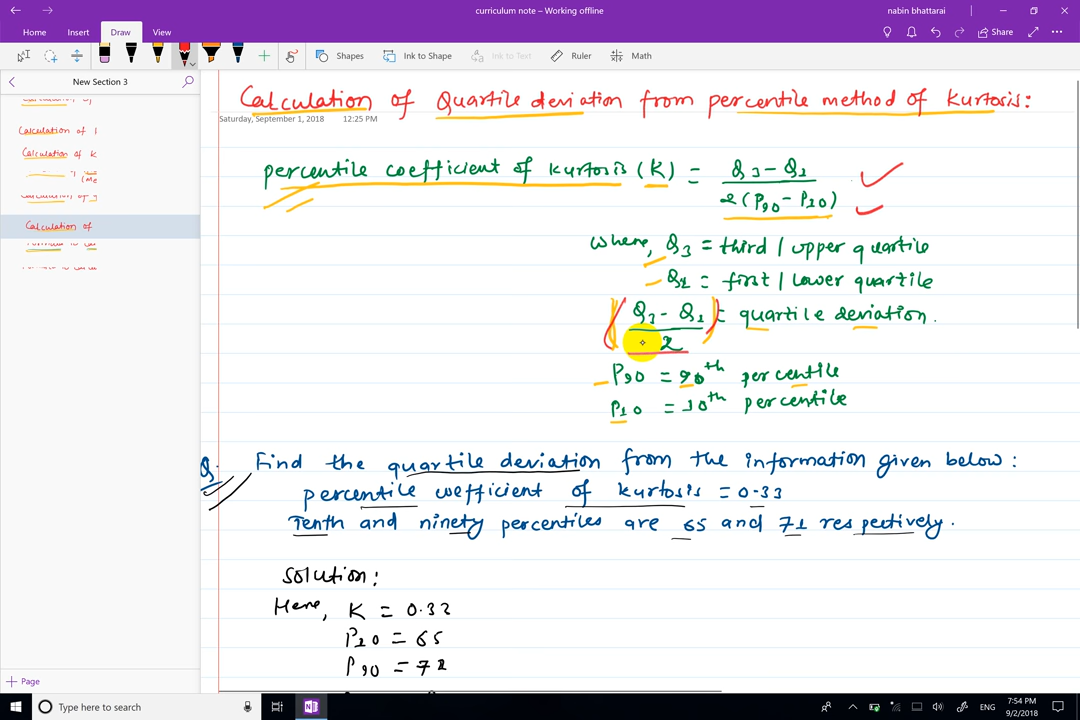 curriculum note – Working offline
nabin bhattarai
Home Insert Draw View
Share
Shapes Ink to Shape Ink to Text Ruler Math
New Section 3
Calculation of Quartile deviation from percentile method of Kurtosis:
Saturday, September 1, 2018 12:25 PM
Calculation of
Calculation of K
percentile coefficient of kurtosis (K) = Q3 – Q1
2 (P90 – P10)
where, Q3 = third / upper quartile
Q1 = first / lower quartile
Calculation of
(Q3 – Q1 = quartile deviation.
2)
P90 = 90th percentile
P10 = 10th percentile
Q. Find the quartile deviation from the information given below:
percentile coefficient of kurtosis = 0.33
Tenth and ninety percentiles are 65 and 71 respectively.
Solution:
Here, K = 0.33
P10 = 65
P90 = 71
+ Page
Type here to search
ENG
7:54 PM
9/2/2018